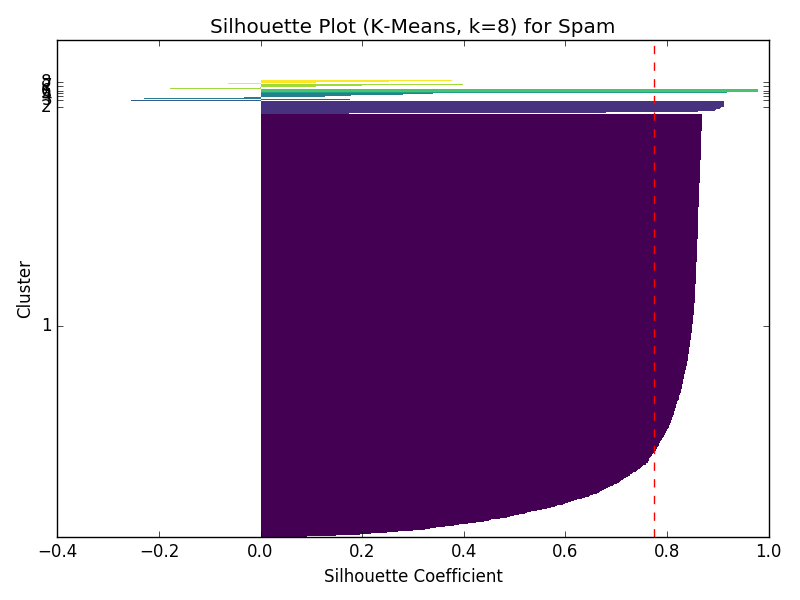 Silhouette Plot (K-Means, k=8) for Spam
2
1
Cluster
−0.4 −0.2 0.0 0.2 0.4 0.6 0.8 1.0
Silhouette Coefficient